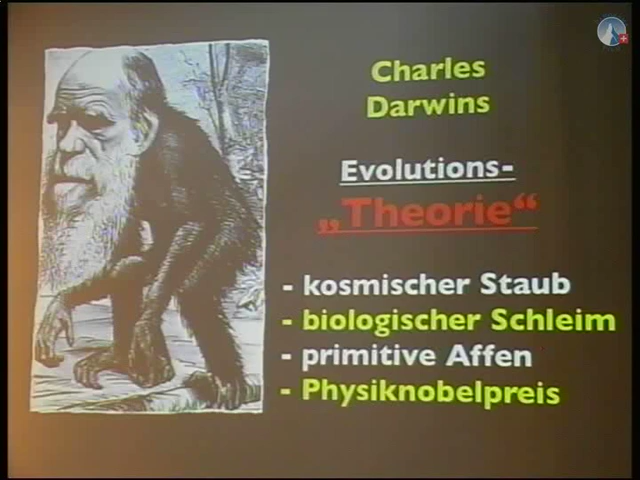 Charles
Darwins
Evolutions-
„Theorie“
- kosmischer Staub
- biologischer Schleim
- primitive Affen
- Physiknobelpreis